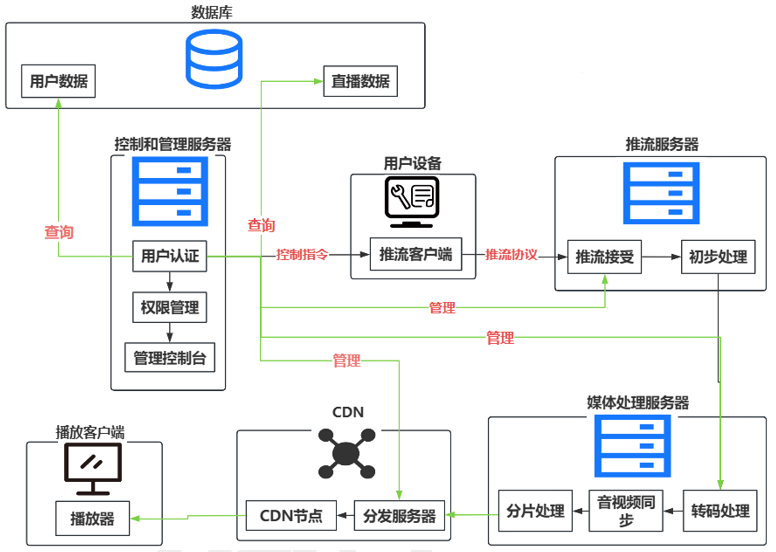 数据库
用户数据
直播数据
控制和管理服务器
用户设备
推流服务器
查询
查询
用户认证
控制指令
推流客户端
推流协议
推流接受
初步处理
权限管理
管理
管理控制台
管理
管理
媒体处理服务器
CDN
播放客户端
播放器
CDN节点
分发服务器
分片处理
音视频同
步
转码处理